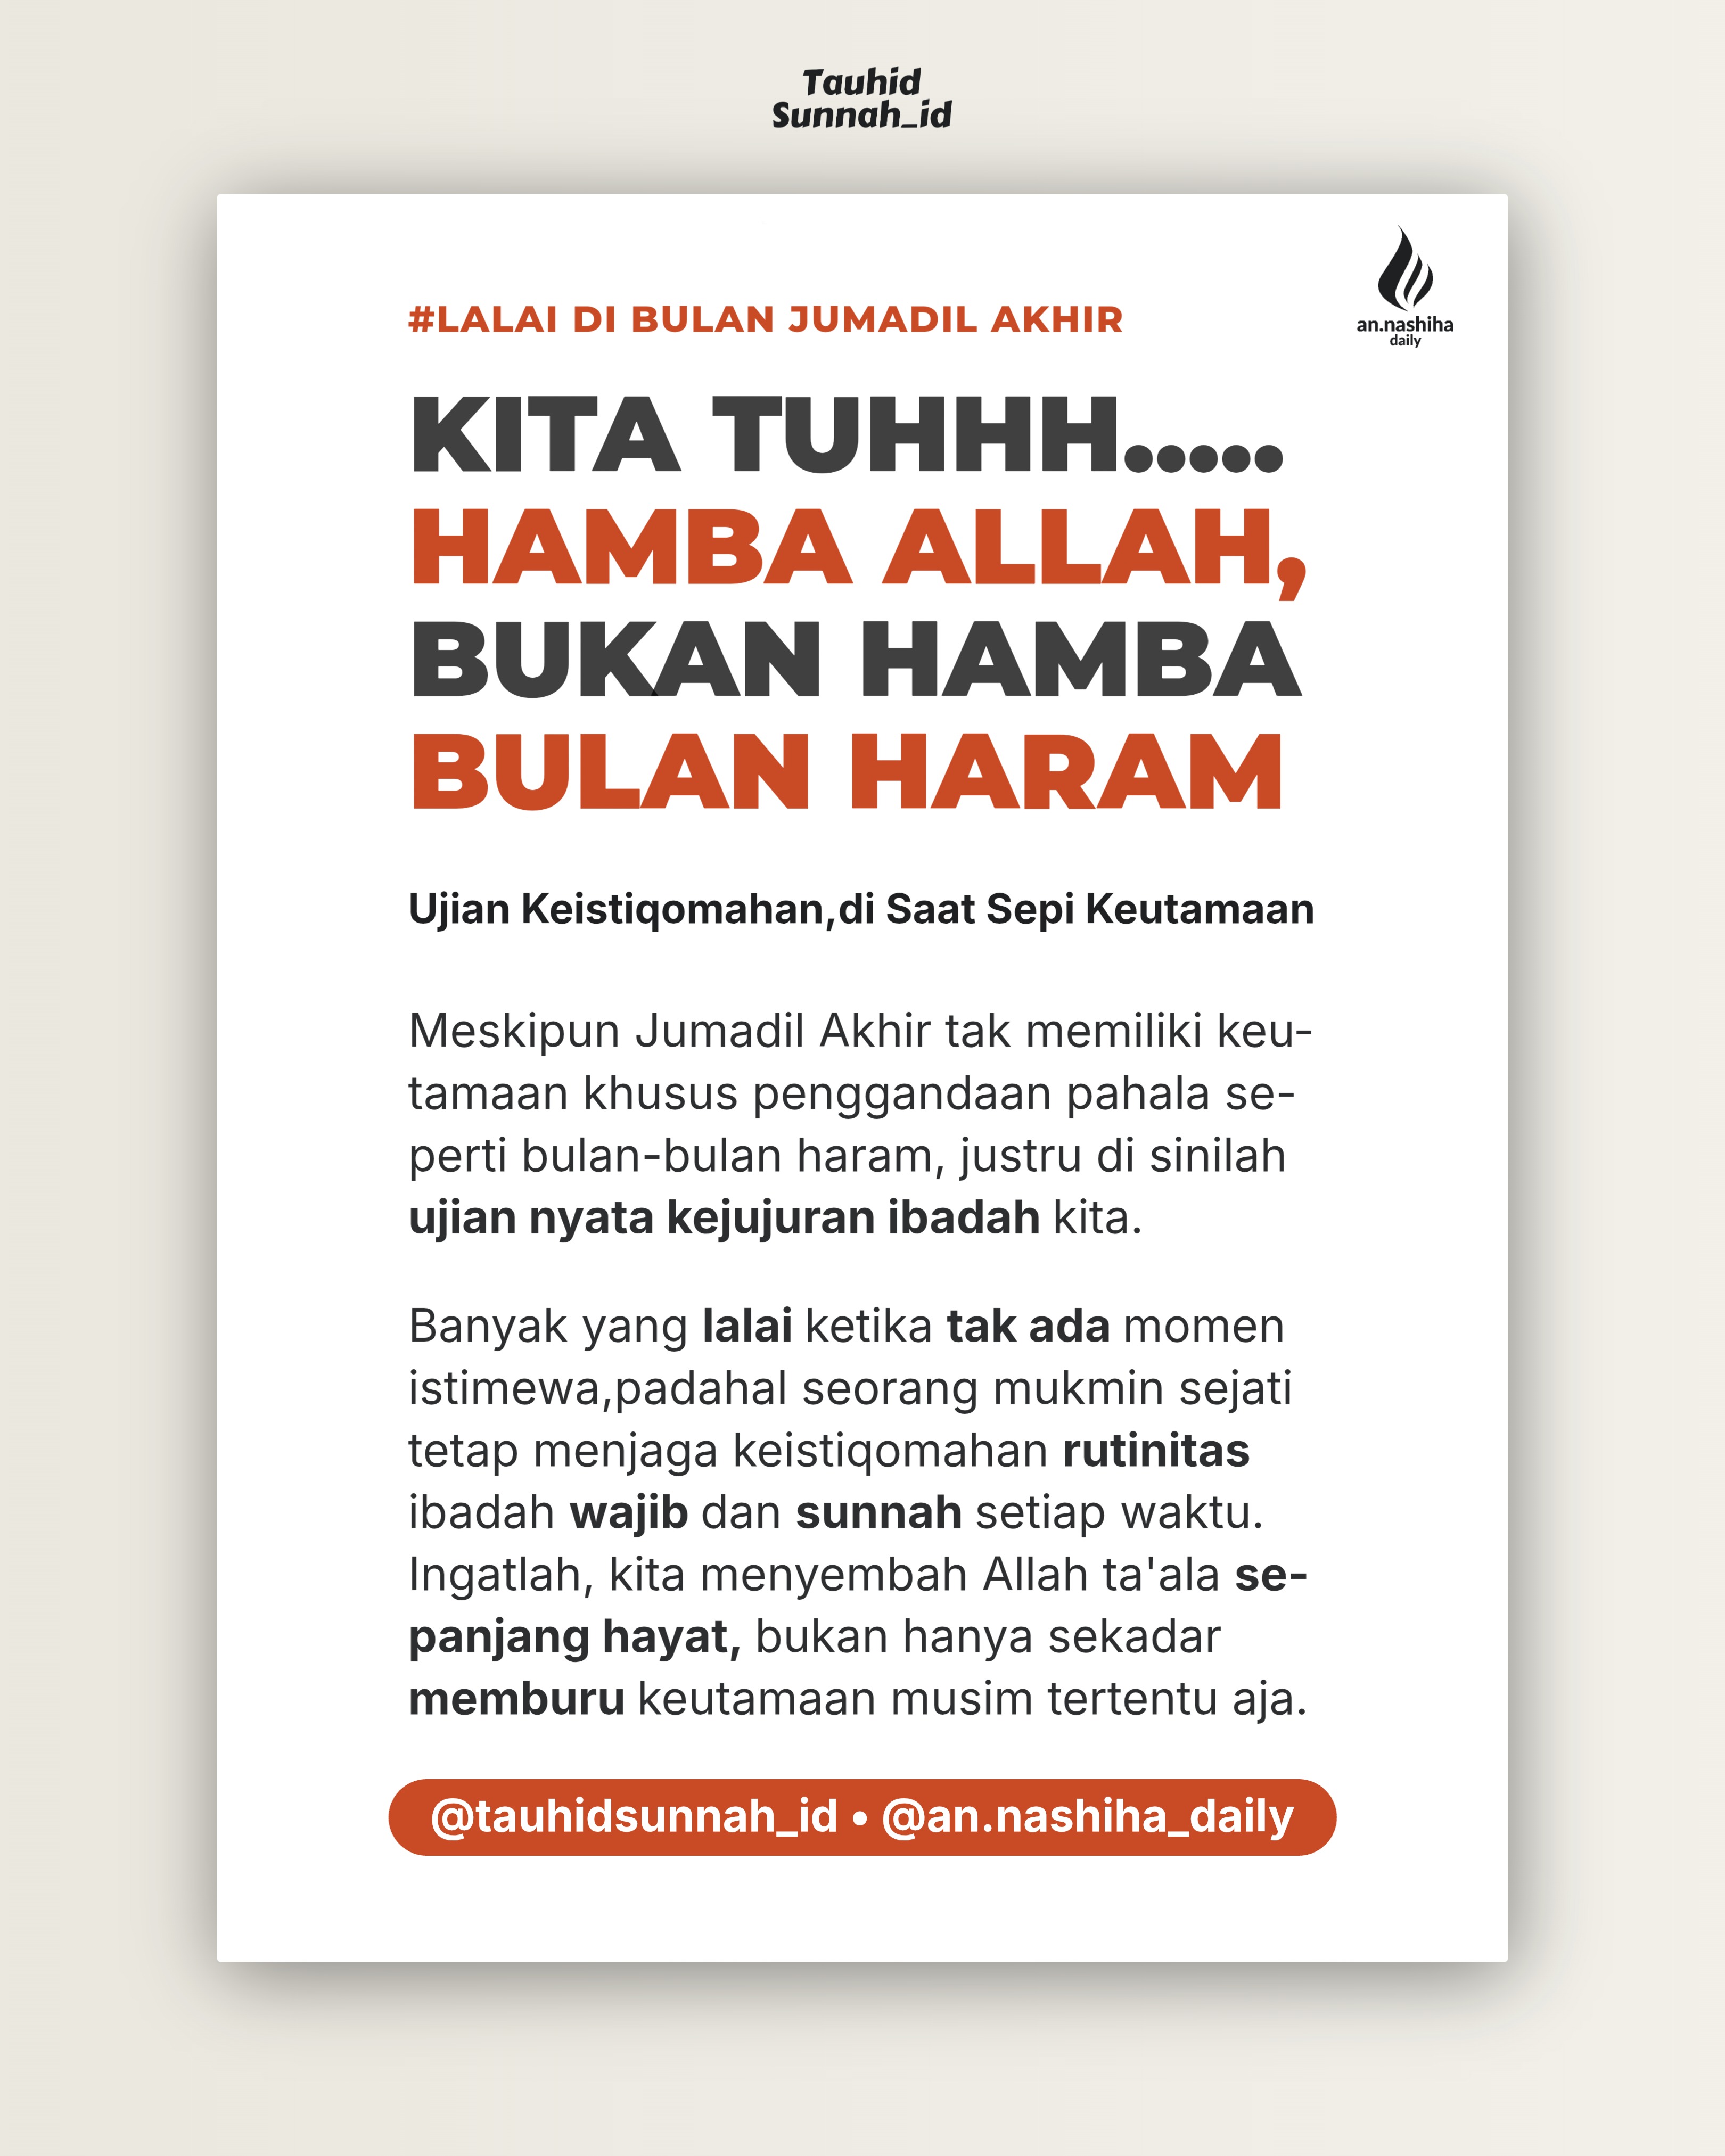 Tauhid
Sunnah_id
an.nashiha
daily
#LALAI DI BULAN JUMADIL AKHIR
KITA TUHHH.....
HAMBA ALLAH,
BUKAN HAMBA
BULAN HARAM
Ujian Keistiqomahan,di Saat Sepi Keutamaan
Meskipun Jumadil Akhir tak memiliki keu-
tamaan khusus penggandaan pahala se-
perti bulan-bulan haram, justru di sinilah
ujian nyata kejujuran ibadah kita.
Banyak yang lalai ketika tak ada momen
istimewa,padahal seorang mukmin sejati
tetap menjaga keistiqomahan rutinitas
ibadah wajib dan sunnah setiap waktu.
Ingatlah, kita menyembah Allah ta'ala se-
panjang hayat, bukan hanya sekadar
memburu keutamaan musim tertentu aja.
@tauhidsunnah_id • @an.nashiha_daily